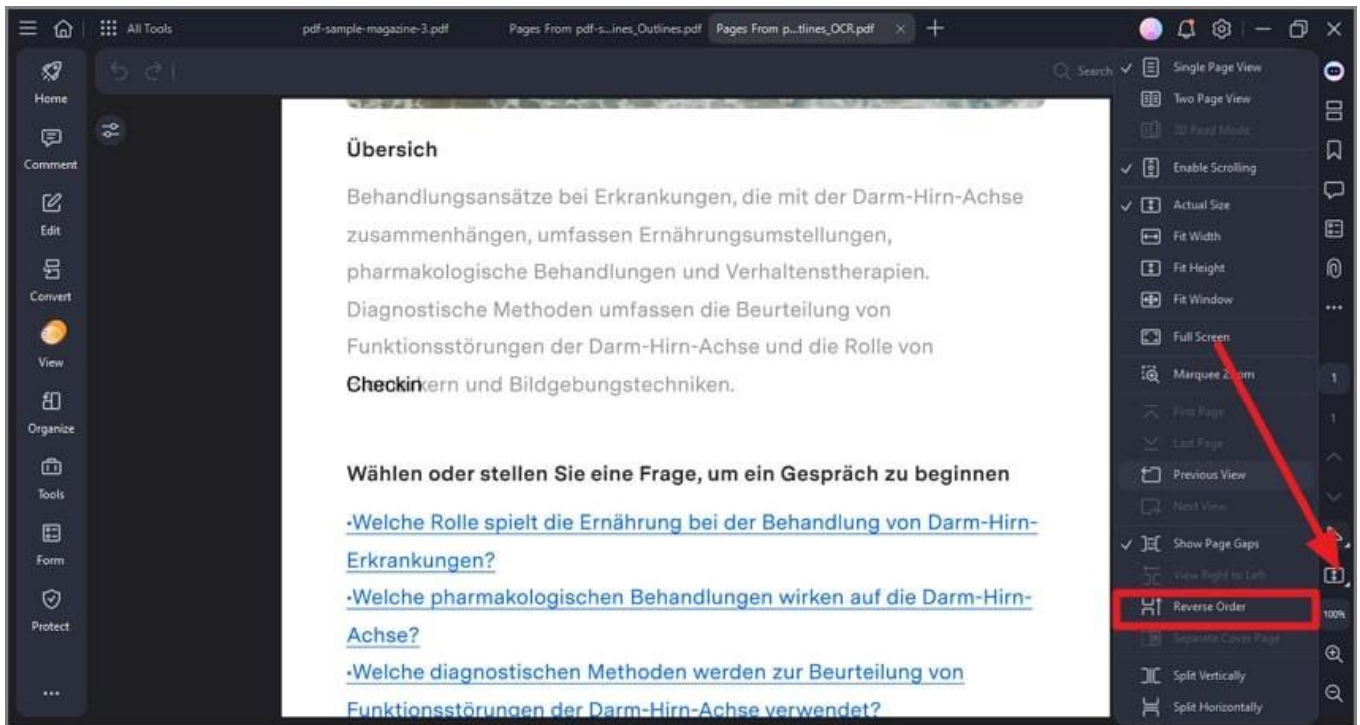 All Tools
pdf-sample-magazine-3.pdf
Pages From pdf-s...ines_Outlines.pdf
Pages From p...tlines_OCR.pdf
Search
Home
Comment
Edit
Convert
View
Organize
Tools
Form
Protect
Übersich
Behandlungsansätze bei Erkrankungen, die mit der Darm-Hirn-Achse
zusammenhängen, umfassen Ernährungsumstellungen,
pharmakologische Behandlungen und Verhaltenstherapien.
Diagnostische Methoden umfassen die Beurteilung von
Funktionsstörungen der Darm-Hirn-Achse und die Rolle von
Checkin
kern und Bildgebungstechniken.
Wählen oder stellen Sie eine Frage, um ein Gespräch zu beginnen
•Welche Rolle spielt die Ernährung bei der Behandlung von Darm-Hirn-
Erkrankungen?
•Welche pharmakologischen Behandlungen wirken auf die Darm-Hirn-
Achse?
•Welche diagnostischen Methoden werden zur Beurteilung von
Funktionsstörungen der Darm-Hirn-Achse verwendet?
Single Page View
Two Page View
3D Read Mode
Enable Scrolling
Actual Size
Fit Width
Fit Height
Fit Window
Full Screen
Marquee Zoom
First Page
Last Page
Previous View
Next View
Show Page Gaps
View Right to Left
Reverse Order
Separate Cover Page
Split Vertically
Split Horizontally
1
1
100%